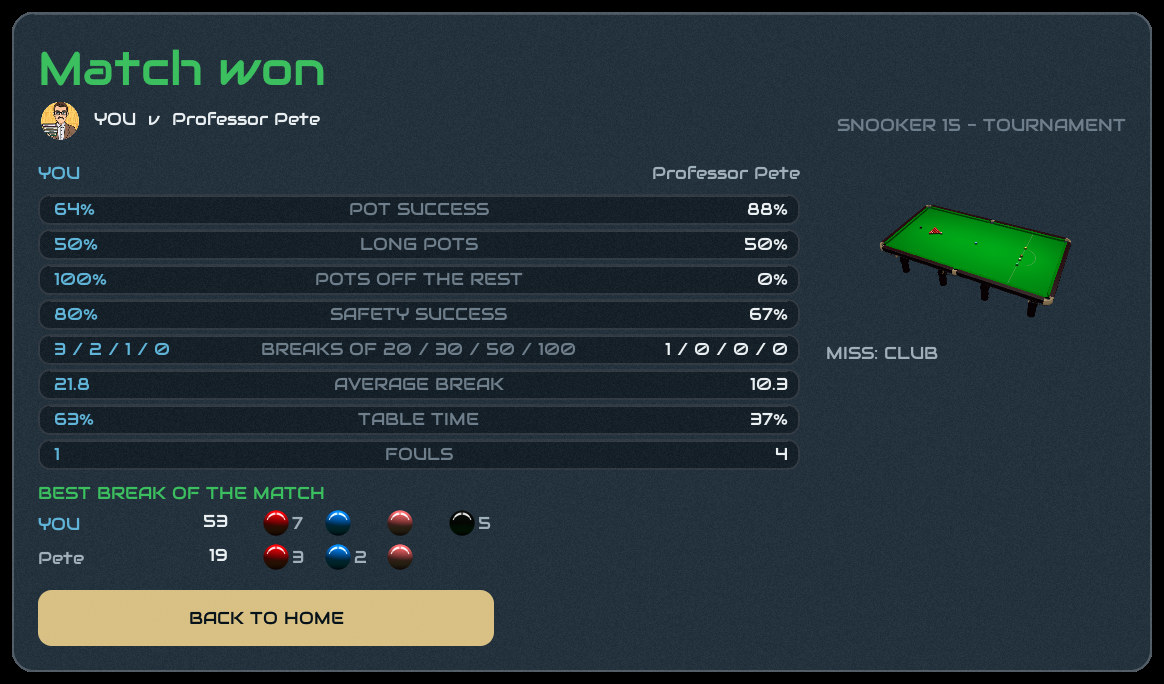 Match won
YOU v Professor Pete
SNOOKER 15 - TOURNAMENT
YOU Professor Pete
64% POT SUCCESS 88%
50% LONG POTS 50%
100% POTS OFF THE REST 0%
80% SAFETY SUCCESS 67%
3 / 2 / 1 / 0 BREAKS OF 20 / 30 / 50 / 100 1 / 0 / 0 / 0
MISS: CLUB
21.8 AVERAGE BREAK 10.3
63% TABLE TIME 37%
1 FOULS 4
BEST BREAK OF THE MATCH
YOU 53 7 5
Pete 19 3 2
BACK TO HOME